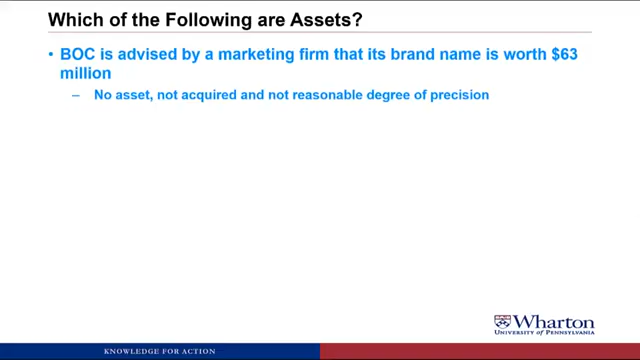 Which of the Following are Assets?
• BOC is advised by a marketing firm that its brand name is worth $63
million
– No asset, not acquired and not reasonable degree of precision
Wharton
UNIVERSITY of PENNSYLVANIA
KNOWLEDGE FOR ACTION